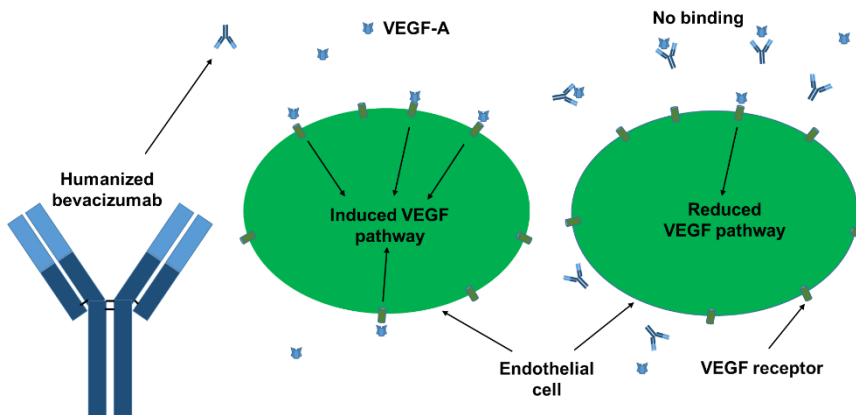 VEGF-A
No binding
Humanized
bevacizumab
Induced VEGF
pathway
Reduced
VEGF pathway
Endothelial
cell
VEGF receptor